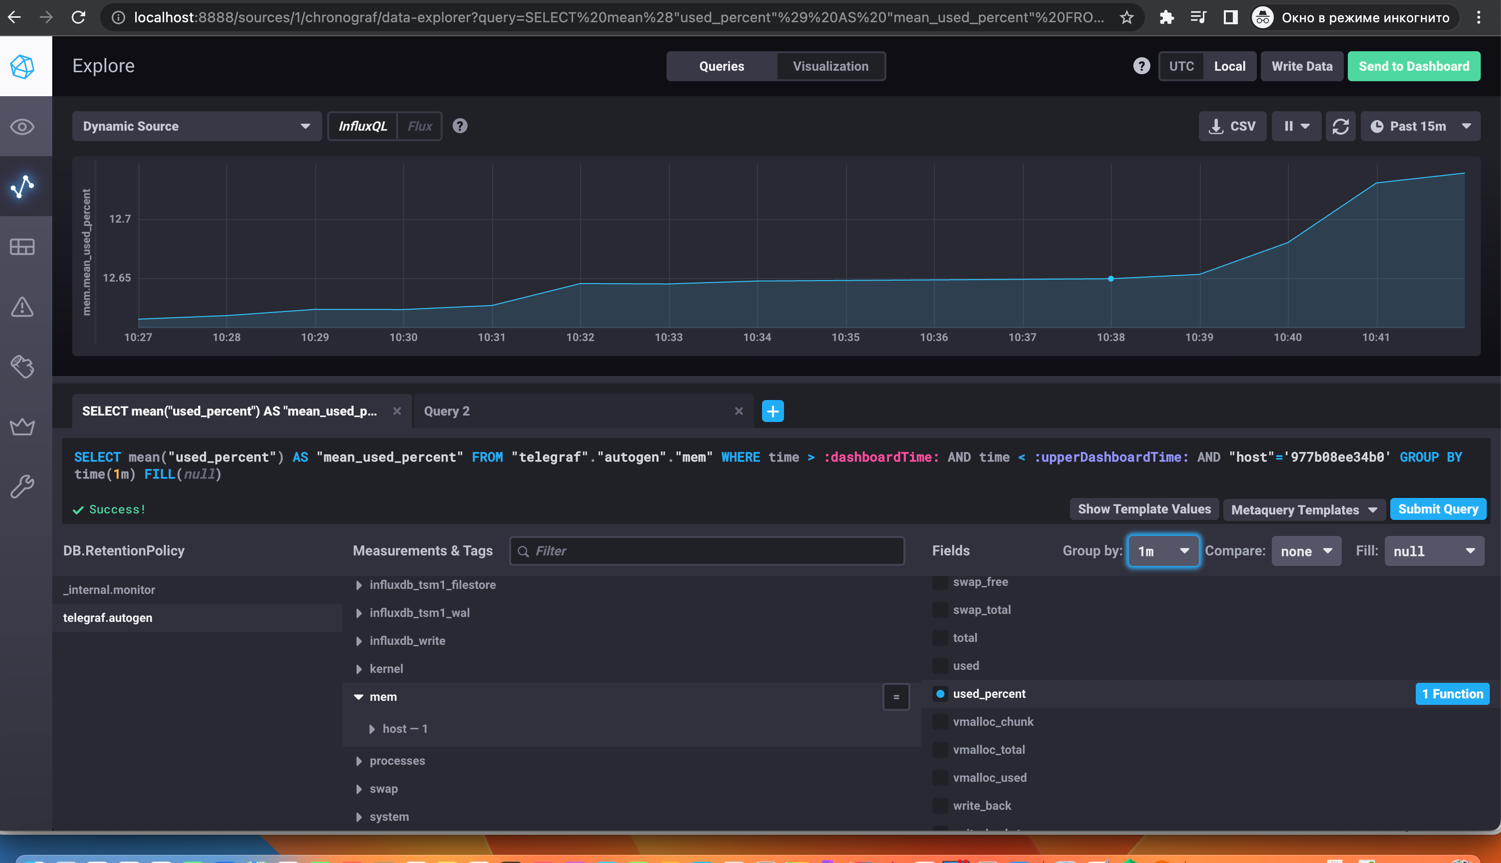 localhost:8888/sources/1/chronograf/data-explorer?query=SELECT%20mean%28"used_percent"%29%20AS%20"mean_used_percent"%20FRO...
Окно в режиме инкогнито
Explore
Queries
Visualization
?
UTC
Local
Write Data
Send to Dashboard
Dynamic Source
InfluxQL
Flux
?
CSV
Past 15m
mem.mean_used_percent
12.7
12.65
10:27
10:28
10:29
10:30
10:31
10:32
10:33
10:34
10:35
10:36
10:37
10:38
10:39
10:40
10:41
SELECT mean("used_percent") AS "mean_used_p...
Query 2
SELECT mean("used_percent") AS "mean_used_percent" FROM "telegraf"."autogen"."mem" WHERE time > :dashboardTime: AND time < :upperDashboardTime: AND "host"='977b08ee34b0' GROUP BY
time(1m) FILL(null)
Success!
Show Template Values
Metaquery Templates
Submit Query
DB.RetentionPolicy
Measurements & Tags
Filter
Fields
Group by:
1m
Compare:
none
Fill:
null
_internal.monitor
telegraf.autogen
influxdb_tsm1_filestore
influxdb_tsm1_wal
influxdb_write
kernel
mem
=
host — 1
processes
swap
system
swap_free
swap_total
total
used
used_percent
1 Function
vmalloc_chunk
vmalloc_total
vmalloc_used
write_back